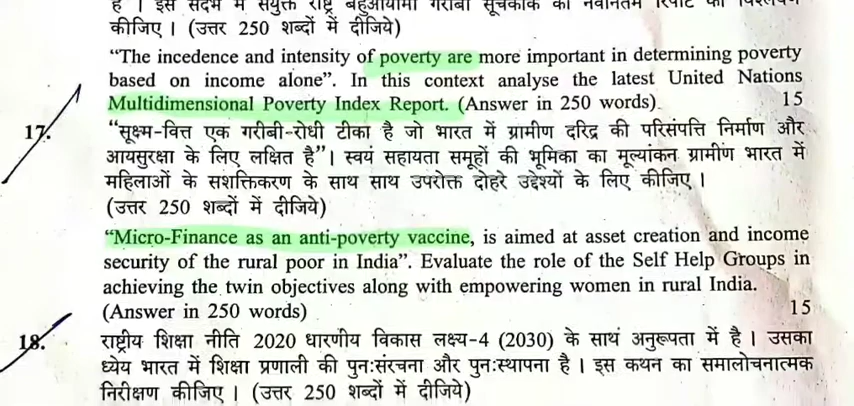 है । इस संदर्भ में संयुक्त राष्ट्र बहुआयामी गरीबी सूचकांक की नवीनतम रिपोर्ट का विश्लेषण
कीजिए । (उत्तर 250 शब्दों में दीजिये)
“The incedence and intensity of poverty are more important in determining poverty
based on income alone”. In this context analyse the latest United Nations
Multidimensional Poverty Index Report. (Answer in 250 words). 15
17. “सूक्ष्म-वित्त एक गरीबी-रोधी टीका है जो भारत में ग्रामीण दरिद्र की परिसंपत्ति निर्माण और
आयसुरक्षा के लिए लक्षित है” । स्वयं सहायता समूहों की भूमिका का मूल्यांकन ग्रामीण भारत में
महिलाओं के सशक्तिकरण के साथ साथ उपरोक्त दोहरे उद्देश्यों के लिए कीजिए ।
(उत्तर 250 शब्दों में दीजिये)
“Micro-Finance as an anti-poverty vaccine, is aimed at asset creation and income
security of the rural poor in India”. Evaluate the role of the Self Help Groups in
achieving the twin objectives along with empowering women in rural India.
(Answer in 250 words) 15
18. राष्ट्रीय शिक्षा नीति 2020 धारणीय विकास लक्ष्य-4 (2030) के साथ अनुरूपता में है । उसका
ध्येय भारत में शिक्षा प्रणाली की पुनःसंरचना और पुनःस्थापना है । इस कथन का समालोचनात्मक
निरीक्षण कीजिए । (उत्तर 250 शब्दों में दीजिये)